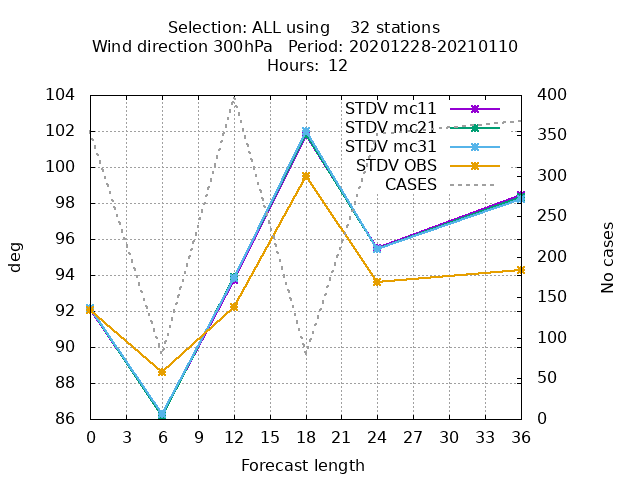 Selection: ALL using    32 stations
Wind direction 300hPa   Period: 20201228-20210110
Hours:  12
104
102
100
98
96
94
92
90
88
86
deg
STDV mc11
STDV mc21
STDV mc31
STDV OBS
CASES
400
350
300
250
200
150
100
50
0
No cases
0 3 6 9 12 15 18 21 24 27 30 33 36
Forecast length